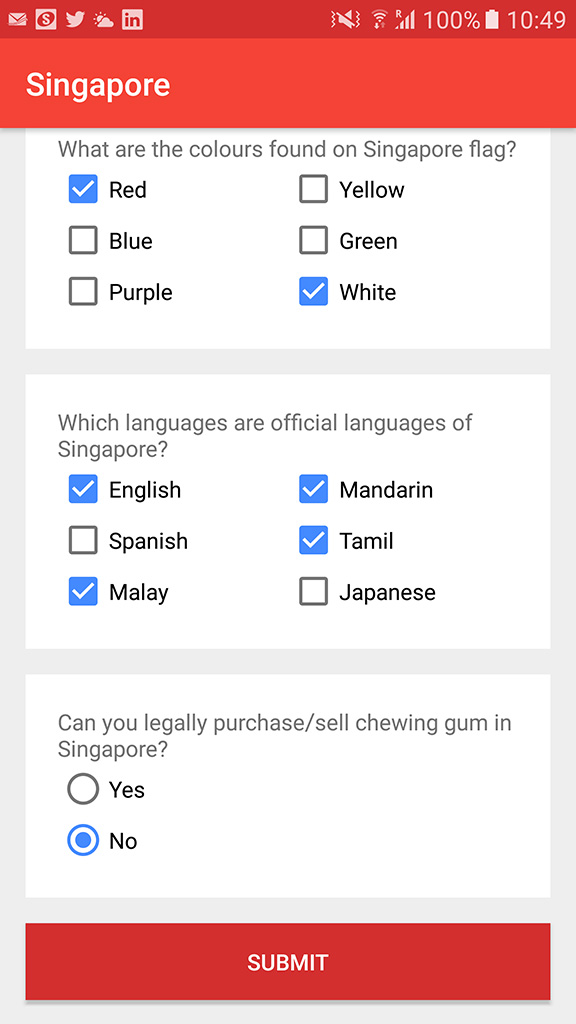 100% 10:49
Singapore
What are the colours found on Singapore flag?
Red Yellow
Blue Green
Purple White
Which languages are official languages of
Singapore?
English Mandarin
Spanish Tamil
Malay Japanese
Can you legally purchase/sell chewing gum in
Singapore?
Yes
No
SUBMIT